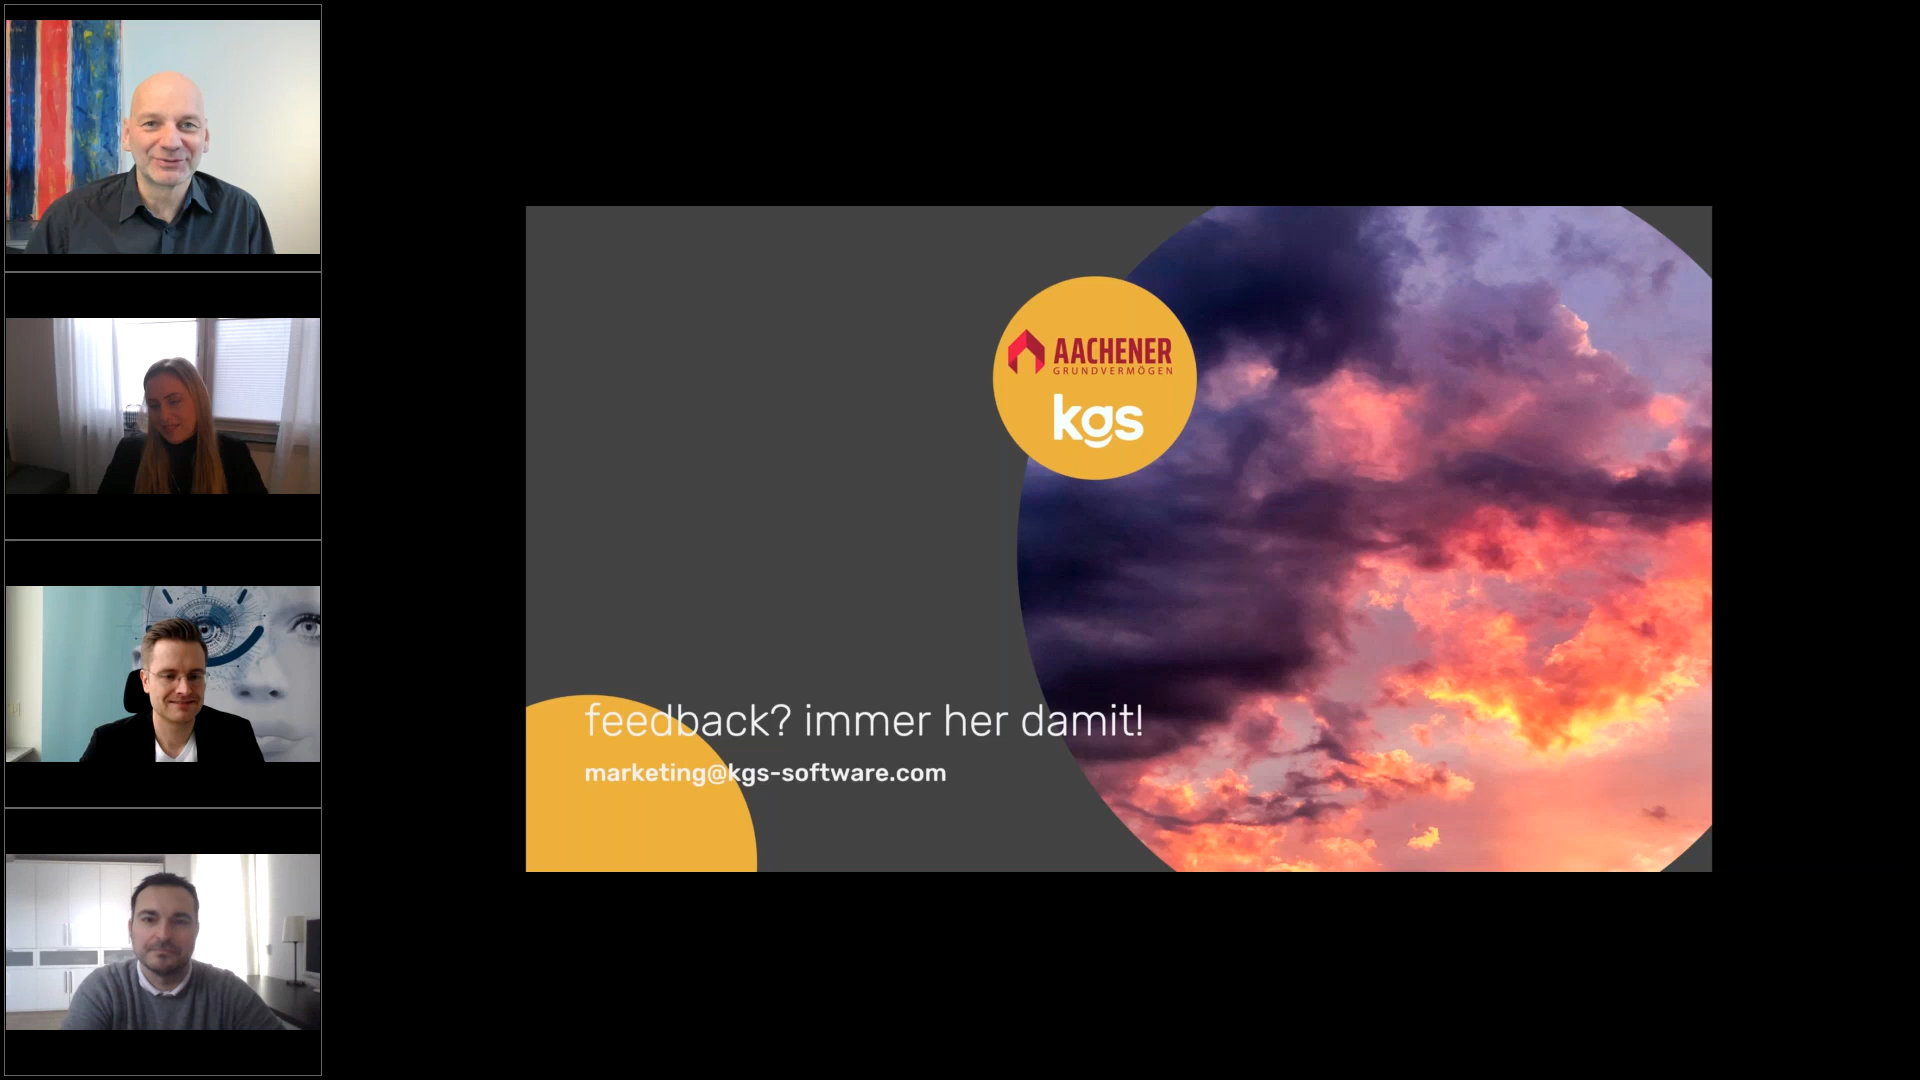 AACHENER
GRUNDVERMÖGEN
kgs
feedback? immer her damit!
marketing@kgs-software.com